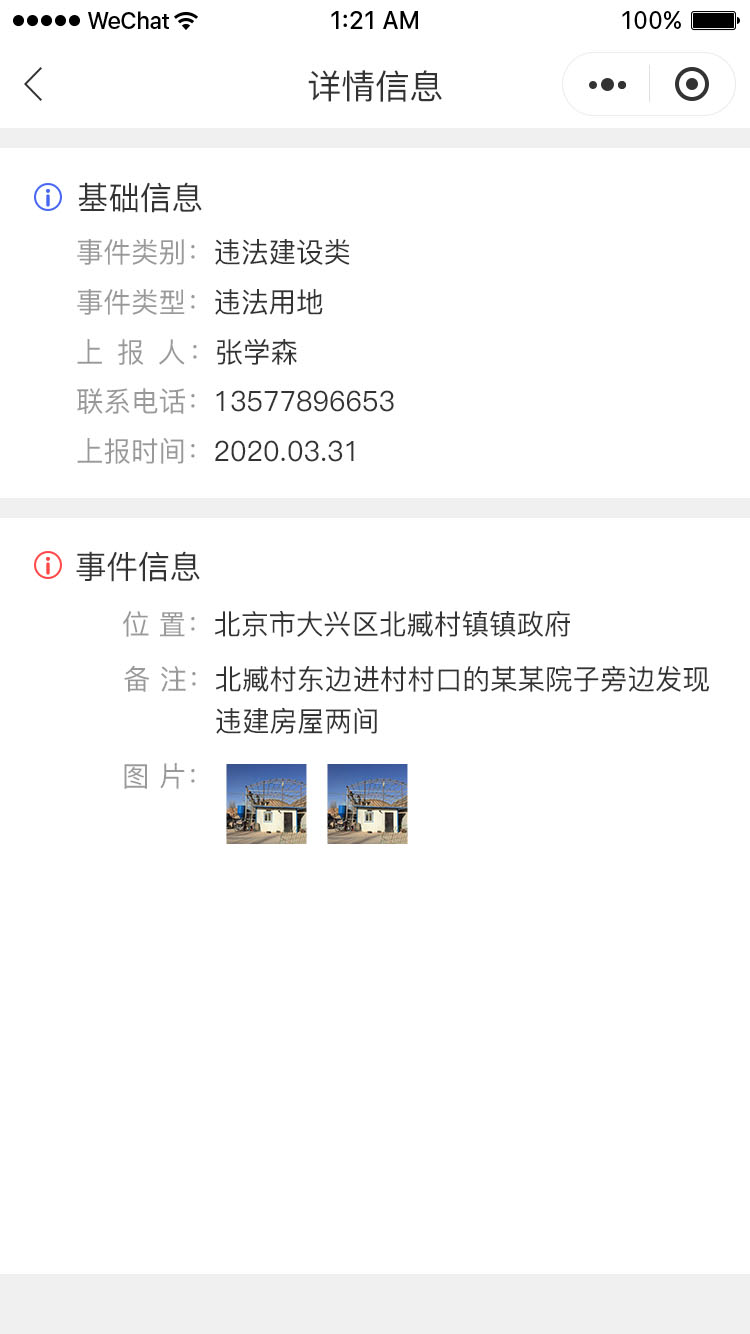 WeChat 1:21 AM 100%
详情信息
基础信息
事件类别：违法建设类
事件类型：违法用地
上 报 人：张学森
联系电话：13577896653
上报时间：2020.03.31
事件信息
位 置：北京市大兴区北臧村镇镇政府
备 注：北臧村东边进村村口的某某院子旁边发现
违建房屋两间
图 片：